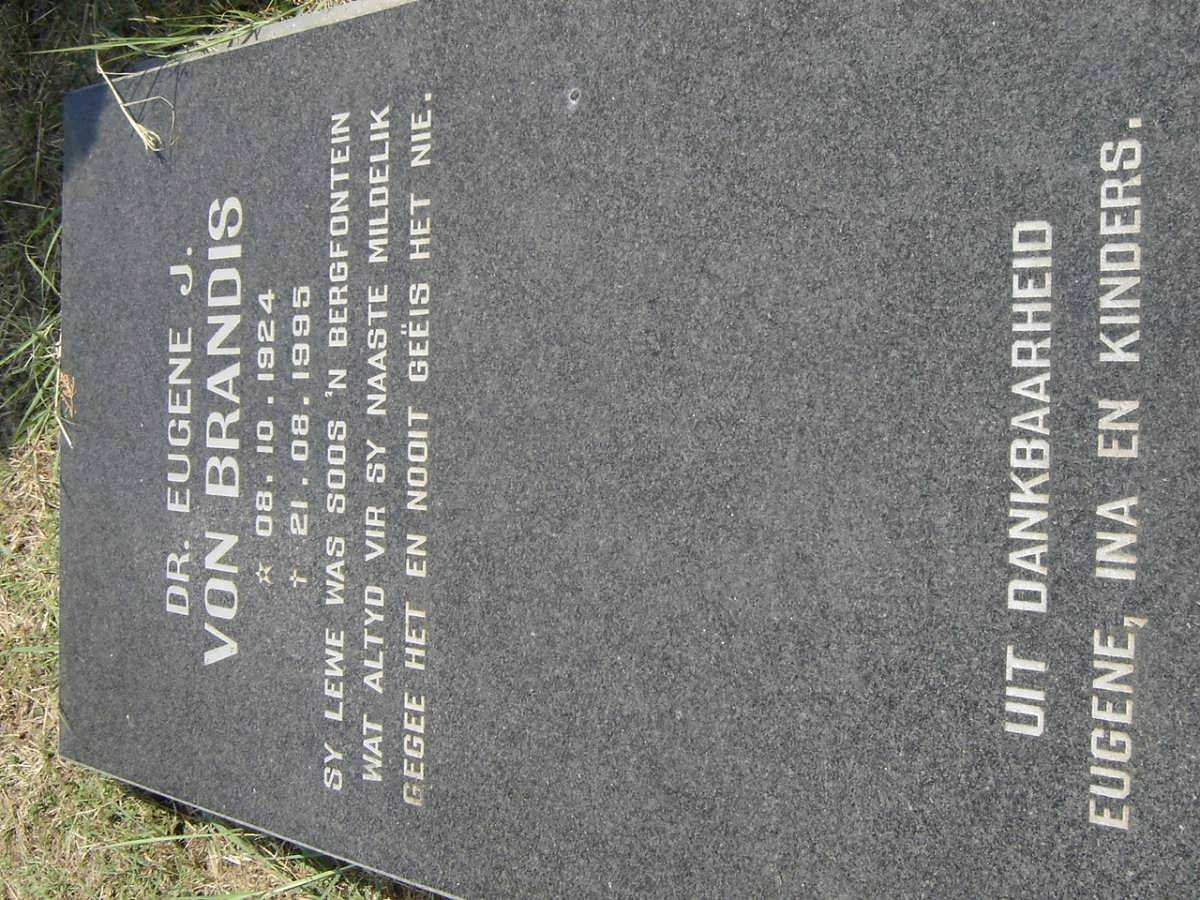 DR. EUGENE J.
VON BRANDIS
☆ 08.10.1924
† 21.08.1995
SY LEWE WAS SOOS 'N BERGFONTEIN
WAT ALTYD VIR SY NAASTE MILDELIK
GEGEE HET EN NOOIT GEËIS HET NIE.
UIT DANKBAARHEID
EUGENE, INA EN KINDERS.